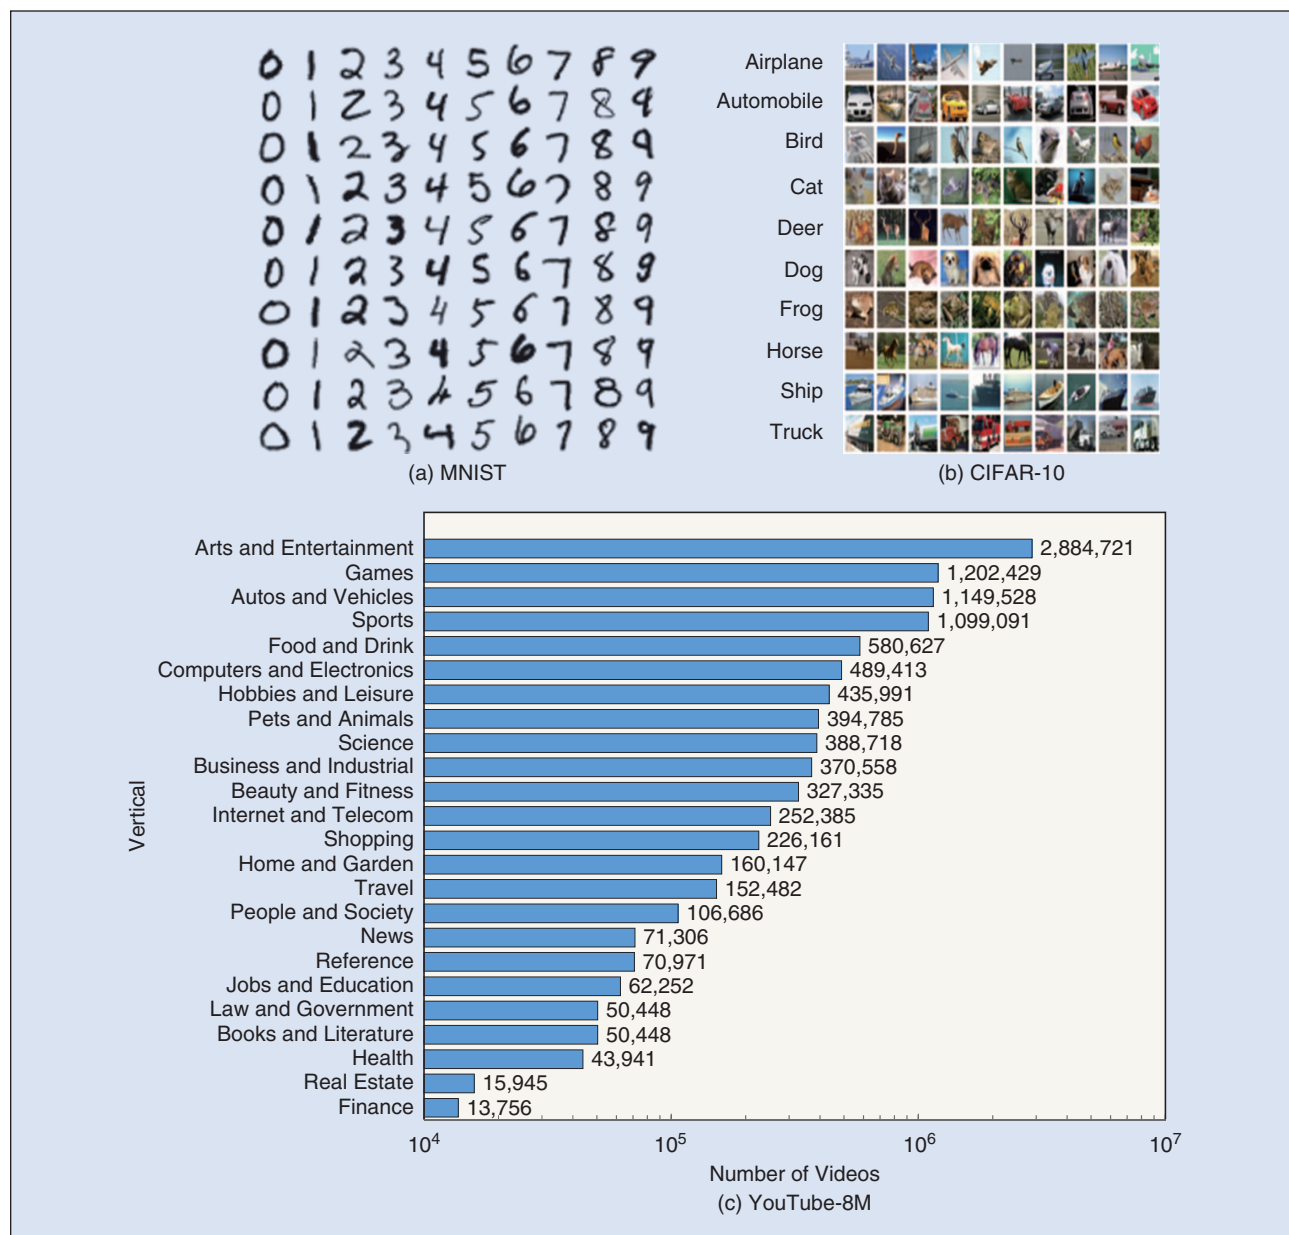 0 1 2 3 4 5 6 7 8 9
0 1 2 3 4 5 6 7 8 9
0 1 2 3 4 5 6 7 8 9
0 1 2 3 4 5 6 7 8 9
0 1 2 3 4 5 6 7 8 9
0 1 2 3 4 5 6 7 8 9
0 1 2 3 4 5 6 7 8 9
0 1 2 3 4 5 6 7 8 9
0 1 2 3 4 5 6 7 8 9
0 1 2 3 4 5 6 7 8 9
(a) MNIST
Airplane
Automobile
Bird
Cat
Deer
Dog
Frog
Horse
Ship
Truck
(b) CIFAR-10
Vertical
Arts and Entertainment 2,884,721
Games 1,202,429
Autos and Vehicles 1,149,528
Sports 1,099,091
Food and Drink 580,627
Computers and Electronics 489,413
Hobbies and Leisure 435,991
Pets and Animals 394,785
Science 388,718
Business and Industrial 370,558
Beauty and Fitness 327,335
Internet and Telecom 252,385
Shopping 226,161
Home and Garden 160,147
Travel 152,482
People and Society 106,686
News 71,306
Reference 70,971
Jobs and Education 62,252
Law and Government 50,448
Books and Literature 50,448
Health 43,941
Real Estate 15,945
Finance 13,756
10⁴ 10⁵ 10⁶ 10⁷
Number of Videos
(c) YouTube-8M